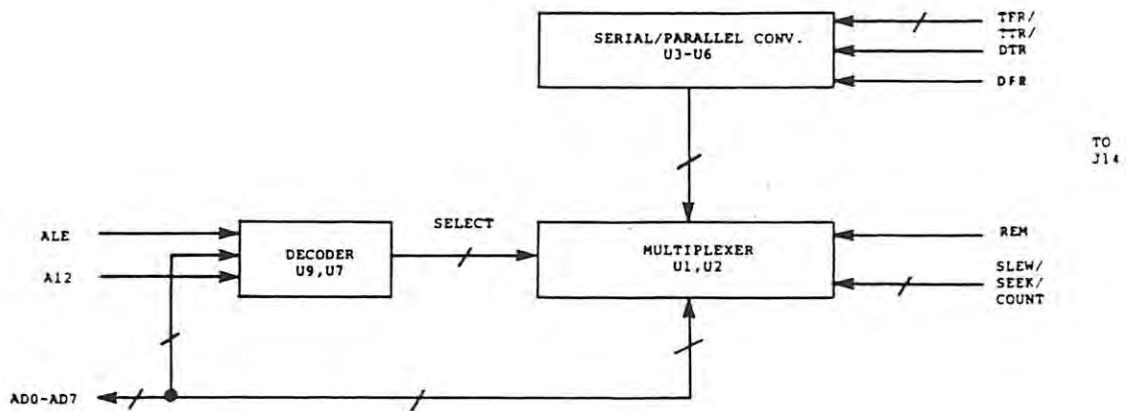 SERIAL/PARALLEL CONV.
U3-U6
TFR/
TTR/
DTR
DFR
TO
J14
ALE
A12
DECODER
U9,U7
SELECT
MULTIPLEXER
U1,U2
REM
SLEW/
SEEK/
COUNT
AD0-AD7